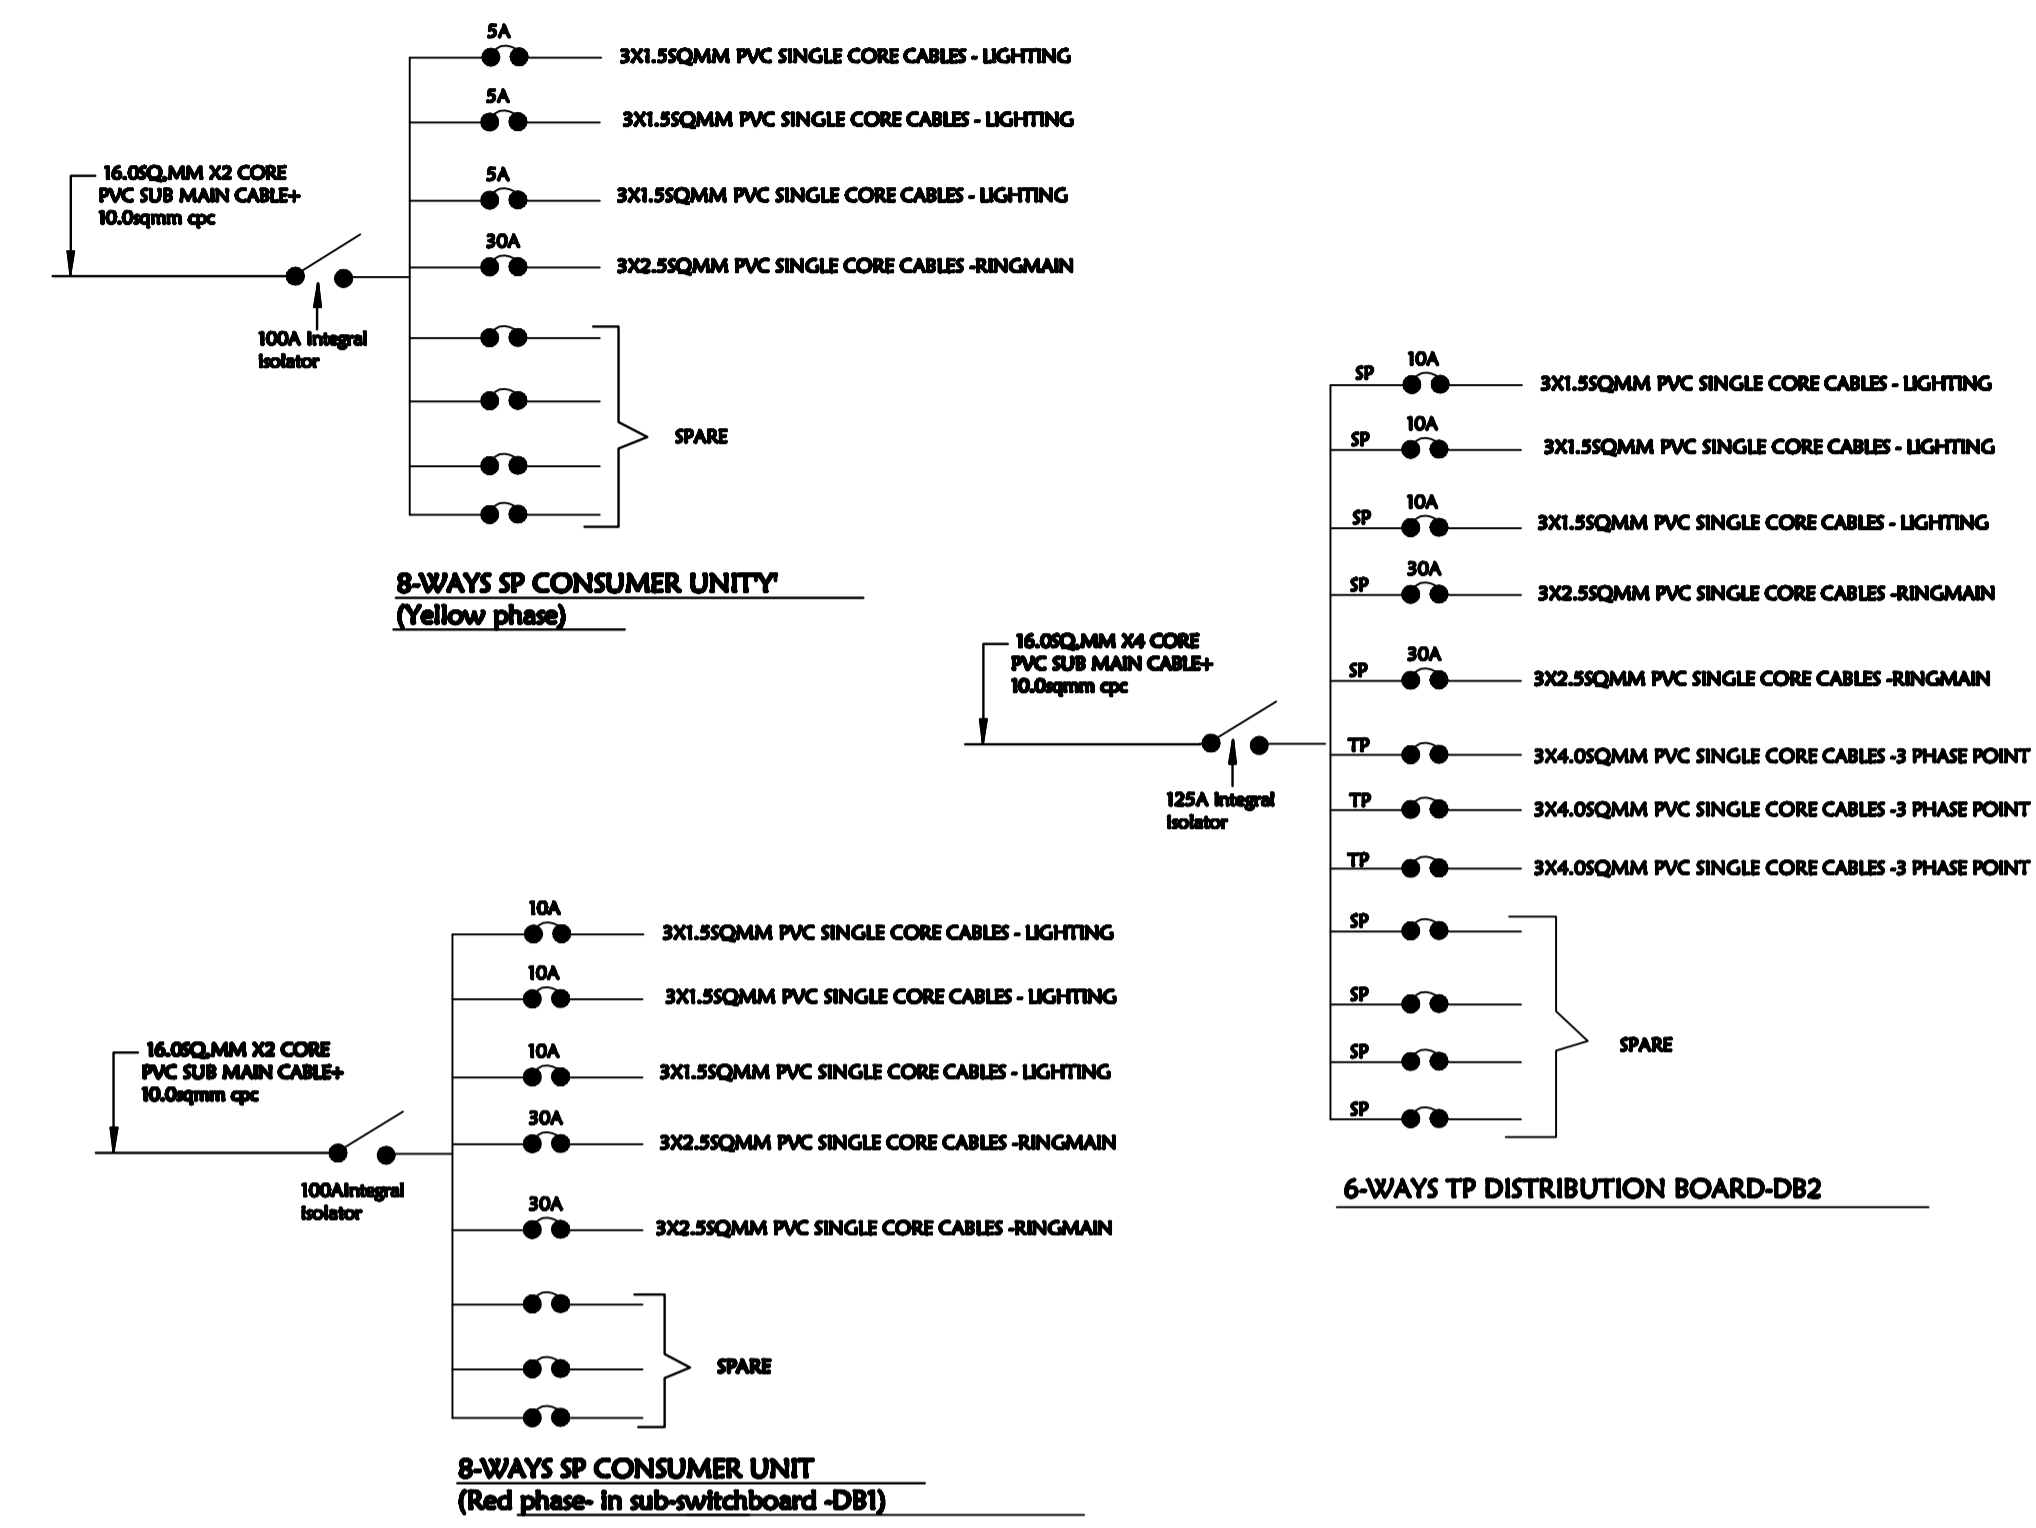 5A
3X1.5SQMM PVC SINGLE CORE CABLES - LIGHTING
5A
3X1.5SQMM PVC SINGLE CORE CABLES - LIGHTING
5A
3X1.5SQMM PVC SINGLE CORE CABLES - LIGHTING
30A
3X2.5SQMM PVC SINGLE CORE CABLES -RINGMAIN
16.0SQ.MM X2 CORE
PVC SUB MAIN CABLE+
10.0sqmm cpc
100A Integral
isolator
SPARE
8-WAYS SP CONSUMER UNIT'Y'
(Yellow phase)
SP
10A
3X1.5SQMM PVC SINGLE CORE CABLES - LIGHTING
SP
10A
3X1.5SQMM PVC SINGLE CORE CABLES - LIGHTING
SP
10A
3X1.5SQMM PVC SINGLE CORE CABLES - LIGHTING
SP
30A
3X2.5SQMM PVC SINGLE CORE CABLES -RINGMAIN
SP
30A
3X2.5SQMM PVC SINGLE CORE CABLES -RINGMAIN
TP
3X4.0SQMM PVC SINGLE CORE CABLES -3 PHASE POINT
TP
3X4.0SQMM PVC SINGLE CORE CABLES -3 PHASE POINT
TP
3X4.0SQMM PVC SINGLE CORE CABLES -3 PHASE POINT
SP
SP
SP
SP
SPARE
16.0SQ.MM X4 CORE
PVC SUB MAIN CABLE+
10.0sqmm cpc
125A Integral
isolator
6-WAYS TP DISTRIBUTION BOARD-DB2
10A
3X1.5SQMM PVC SINGLE CORE CABLES - LIGHTING
10A
3X1.5SQMM PVC SINGLE CORE CABLES - LIGHTING
10A
3X1.5SQMM PVC SINGLE CORE CABLES - LIGHTING
30A
3X2.5SQMM PVC SINGLE CORE CABLES -RINGMAIN
30A
3X2.5SQMM PVC SINGLE CORE CABLES -RINGMAIN
16.0SQ.MM X2 CORE
PVC SUB MAIN CABLE+
10.0sqmm cpc
100AIntegral
isolator
SPARE
8-WAYS SP CONSUMER UNIT
(Red phase- in sub-switchboard -DB1)